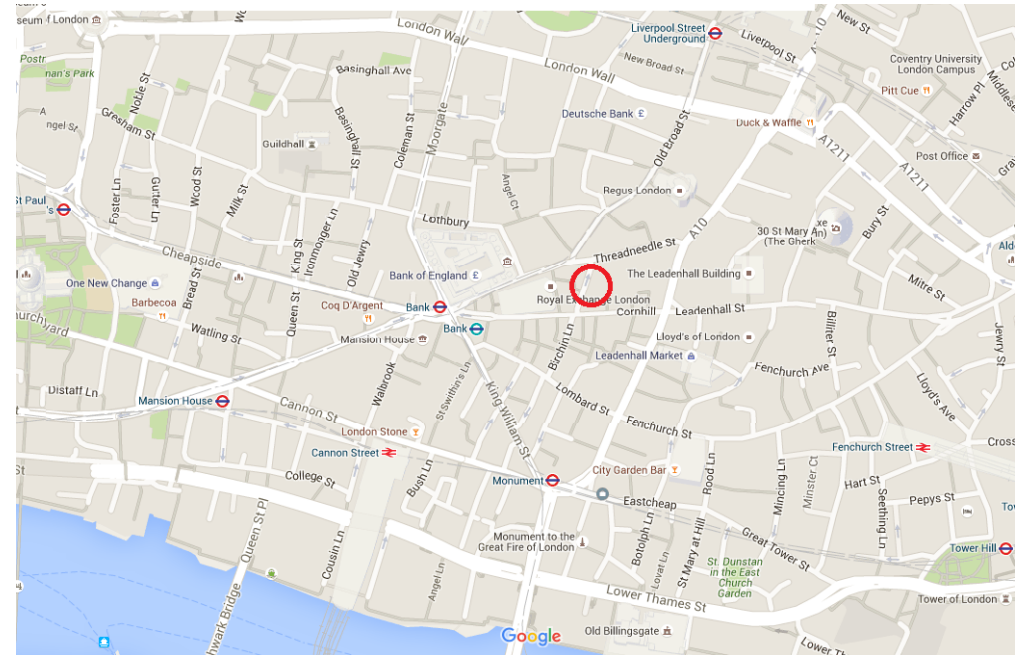 seum f London
London Wall
Liverpool Street
Underground
Liverpool St
A10
New St
Postr
nan's Park
Noble St
Basinghall Ave
Moorgate
London Wall
New Broad St
Coventry University
London Campus
Middlese
Harrow Pl
Pitt Cue
A
ngel St
Gresham St
Guildhall
Basinghall St
Coleman St
Deutsche Bank £
Duck & Waffle
A1211
A1211
Post Office
Old Broad St
St Paul
's
Foster Ln
Gutter Ln
Wood St
Milk St
Angel Ct
Regus London
Lothbury
A10
30 St Mary
(The Gherk
Bury St
King St
Ironmonger Ln
Old Jewry
Threadneedle St
Cheapside
One New Change
Bank of England £
The Leadenhall Building
Mitre St
Barbecoa
Bread St
Coq D'Argent
Bank
Royal Exchange London
Cornhill
Leadenhall St
Queen St
Bank
Watling St
Mansion House
Birchin Ln
Lloyd's of London
Billiter St
Jewry St
Leadenhall Market
Fenchurch Ave
Distaff Ln
Mansion House
Walbrook
St Swithin's Ln
King William St
Lombard St
Lloyd's Ave
Cannon St
London Stone
Fenchurch St
Cannon Street
Fenchurch Street
Cross
College St
Bush Ln
Monument
City Garden Bar
Rood Ln
Mincing Ln
Minster Ct
Hart St
Seething Ln
Pepys St
Eastcheap
Queen St Pl
Cousin Ln
Monument to the
Great Fire of London
Botolph Ln
Lovat Ln
St Mary at Hill
Great Tower St
Tower Hill
Angel Ln
St. Dunstan
in the East
Church
Garden
Lower Thames St
Tower of London
hwark Bridge
Google
Old Billingsgate
Lower